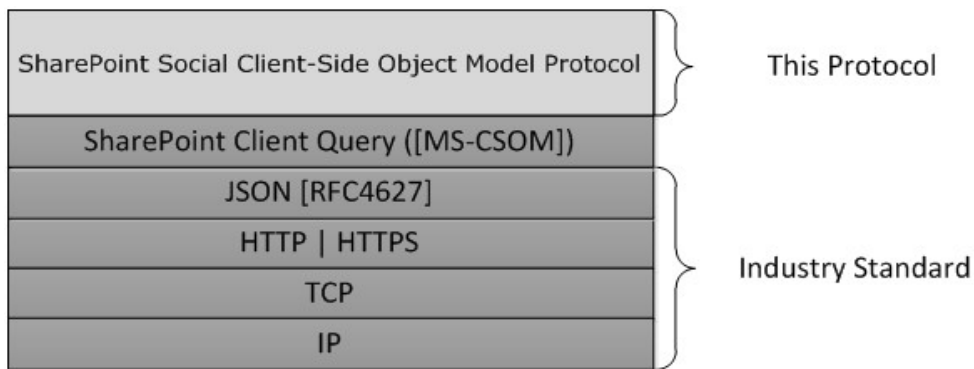 SharePoint Social Client-Side Object Model Protocol
This Protocol
SharePoint Client Query ([MS-CSOM])
JSON [RFC4627]
HTTP | HTTPS
Industry Standard
TCP
IP